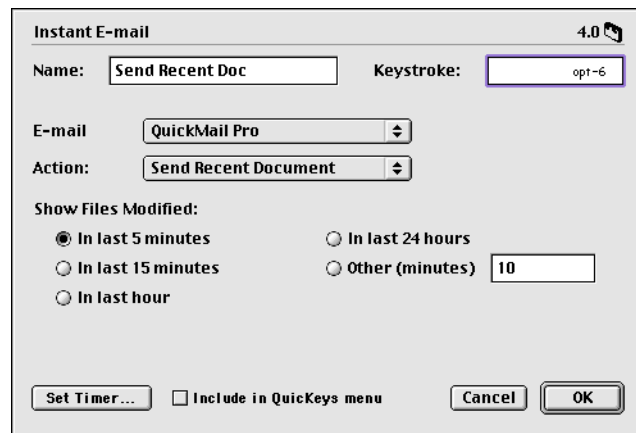 Instant E-mail 4.0
Name: Send Recent Doc Keystroke: opt-6
E-mail QuickMail Pro
Action: Send Recent Document
Show Files Modified:
In last 5 minutes In last 24 hours
In last 15 minutes Other (minutes) 10
In last hour
Set Timer... Include in QuicKeys menu Cancel OK